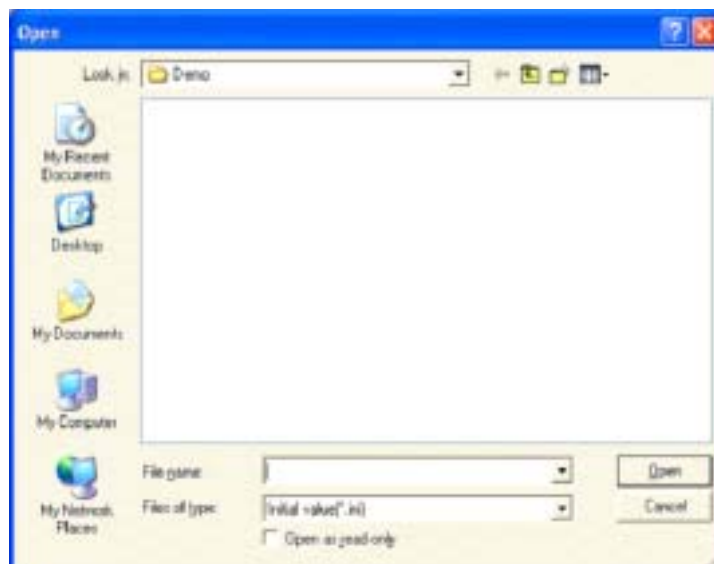 Open
Look in:
Demo
My Recent
Documents
Desktop
My Documents
My Computer
My Network
Places
File name:
Open
Files of type:
Initial value(*.ini)
Cancel
Open as read-only